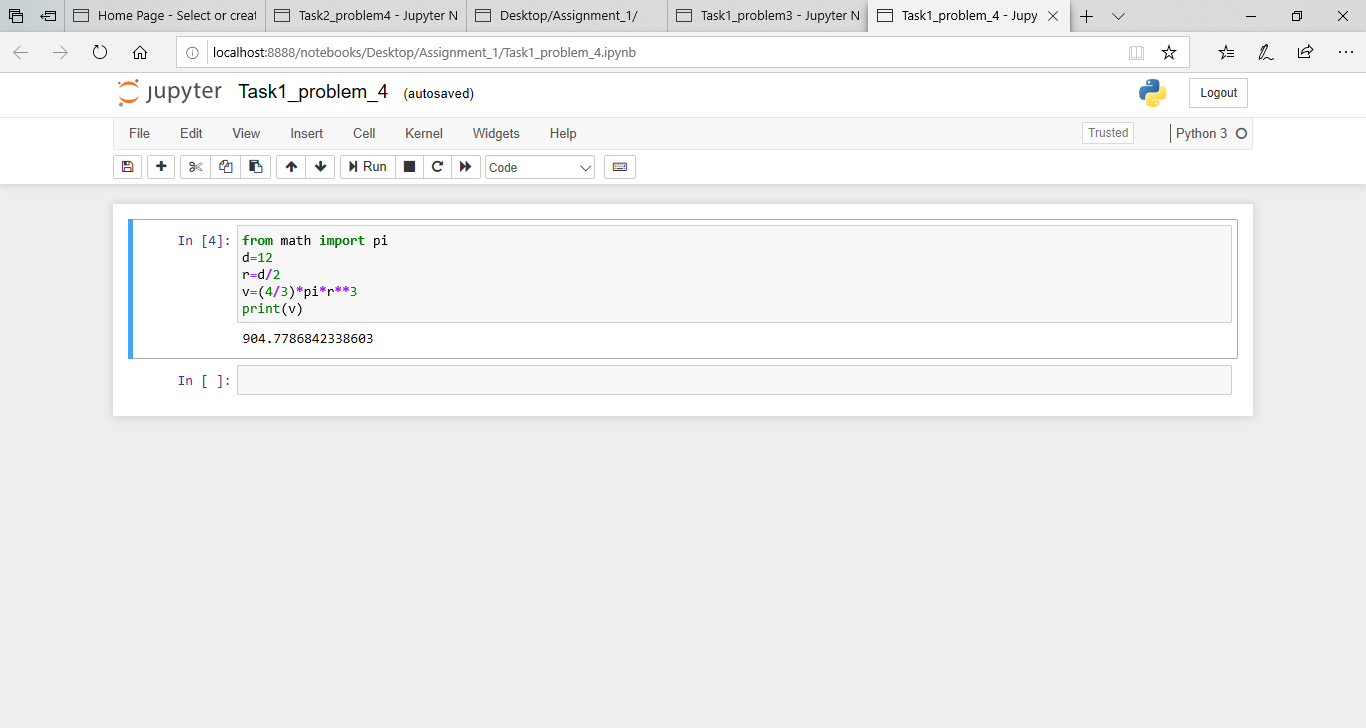 Home Page - Select or creat
Task2_problem4 - Jupyter N
Desktop/Assignment_1/
Task1_problem3 - Jupyter N
Task1_problem_4 - Jupy
localhost:8888/notebooks/Desktop/Assignment_1/Task1_problem_4.ipynb
jupyter Task1_problem_4 (autosaved)
Logout
File Edit View Insert Cell Kernel Widgets Help
Trusted
Python 3
Run
Code
In [4]:
from math import pi
d=12
r=d/2
v=(4/3)*pi*r**3
print(v)
904.7786842338603
In [ ]: